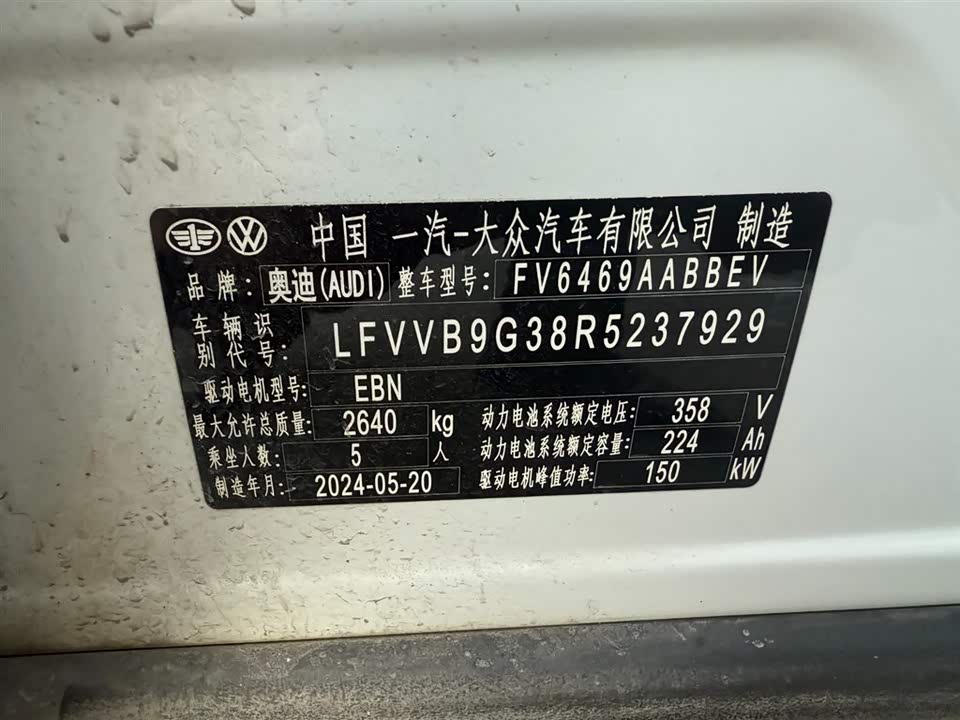 中国 一汽-大众汽车有限公司 制造
品牌: 奥迪(AUDI) 整车型号: FV6469AABBEV
车辆识别代号: LFVVB9G38R5237929
驱动电机型号: EBN
最大允许总质量: 2640 kg 动力电池系统额定电压: 358 V
乘坐人数: 5 人 动力电池系统额定容量: 224 Ah
制造年月: 2024-05-20 驱动电机峰值功率: 150 kW